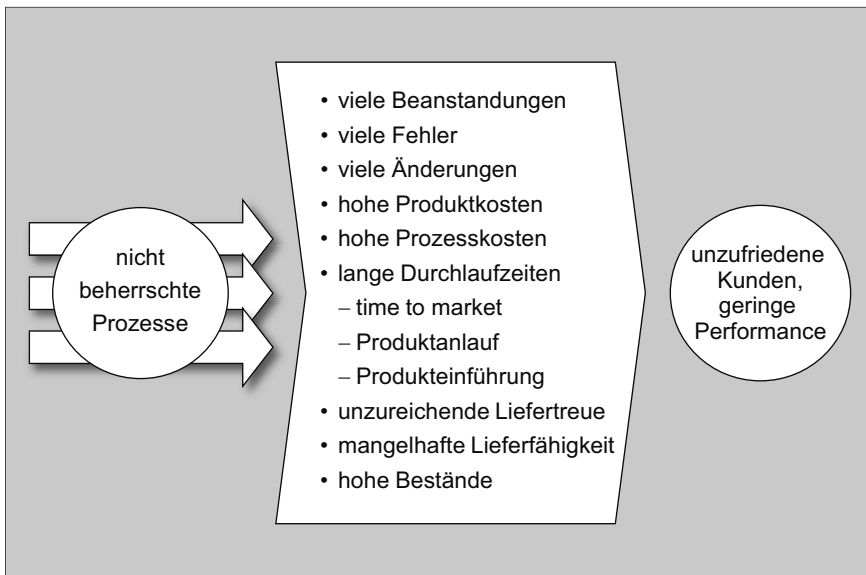 nicht
beherrschte
Prozesse
• viele Beanstandungen
• viele Fehler
• viele Änderungen
• hohe Produktkosten
• hohe Prozesskosten
• lange Durchlaufzeiten
– time to market
– Produktanlauf
– Produkteinführung
• unzureichende Liefertreue
• mangelhafte Lieferfähigkeit
• hohe Bestände
unzufriedene
Kunden,
geringe
Performance